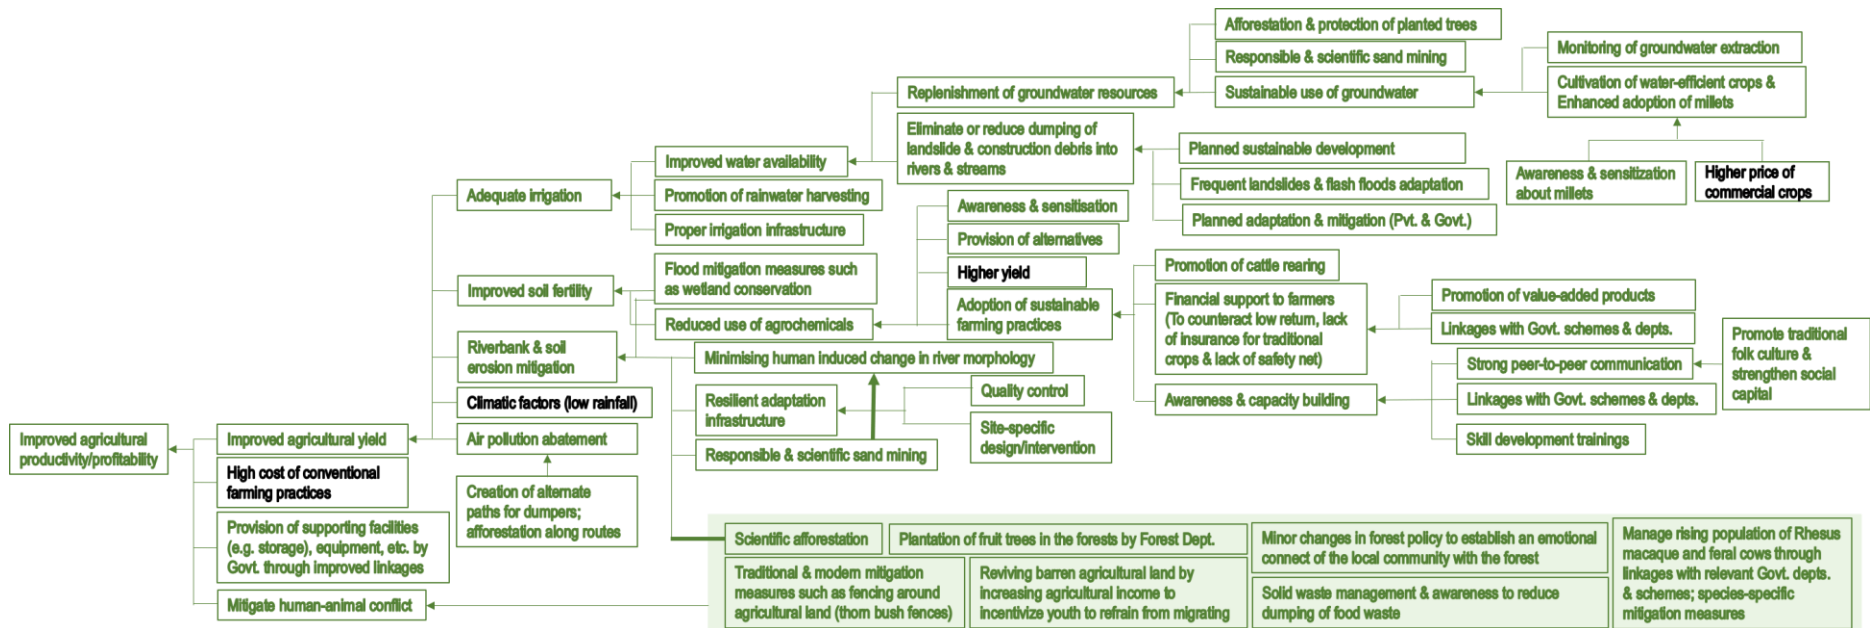 Afforestation & protection of planted trees
Responsible & scientific sand mining
Sustainable use of groundwater
Monitoring of groundwater extraction
Cultivation of water-efficient crops &
Enhanced adoption of millets
Awareness & sensitization
about millets
Higher price of
commercial crops
Replenishment of groundwater resources
Eliminate or reduce dumping of
landslide & construction debris into
rivers & streams
Planned sustainable development
Frequent landslides & flash floods adaptation
Planned adaptation & mitigation (Pvt. & Govt.)
Improved water availability
Promotion of rainwater harvesting
Proper irrigation infrastructure
Adequate irrigation
Awareness & sensitisation
Provision of alternatives
Higher yield
Adoption of sustainable
farming practices
Flood mitigation measures such
as wetland conservation
Reduced use of agrochemicals
Improved soil fertility
Promotion of cattle rearing
Financial support to farmers
(To counteract low return, lack
of insurance for traditional
crops & lack of safety net)
Awareness & capacity building
Promotion of value-added products
Linkages with Govt. schemes & depts.
Strong peer-to-peer communication
Linkages with Govt. schemes & depts.
Skill development trainings
Promote traditional
folk culture &
strengthen social
capital
Riverbank & soil
erosion mitigation
Minimising human induced change in river morphology
Resilient adaptation
infrastructure
Quality control
Site-specific
design/intervention
Responsible & scientific sand mining
Climatic factors (low rainfall)
Air pollution abatement
Creation of alternate
paths for dumpers;
afforestation along routes
Improved agricultural
productivity/profitability
Improved agricultural yield
High cost of conventional
farming practices
Provision of supporting facilities
(e.g. storage), equipment, etc. by
Govt. through improved linkages
Mitigate human-animal conflict
Scientific afforestation
Plantation of fruit trees in the forests by Forest Dept.
Minor changes in forest policy to establish an emotional
connect of the local community with the forest
Manage rising population of Rhesus
macaque and feral cows through
linkages with relevant Govt. depts.
& schemes; species-specific
mitigation measures
Traditional & modern mitigation
measures such as fencing around
agricultural land (thorn bush fences)
Reviving barren agricultural land by
increasing agricultural income to
incentivize youth to refrain from migrating
Solid waste management & awareness to reduce
dumping of food waste